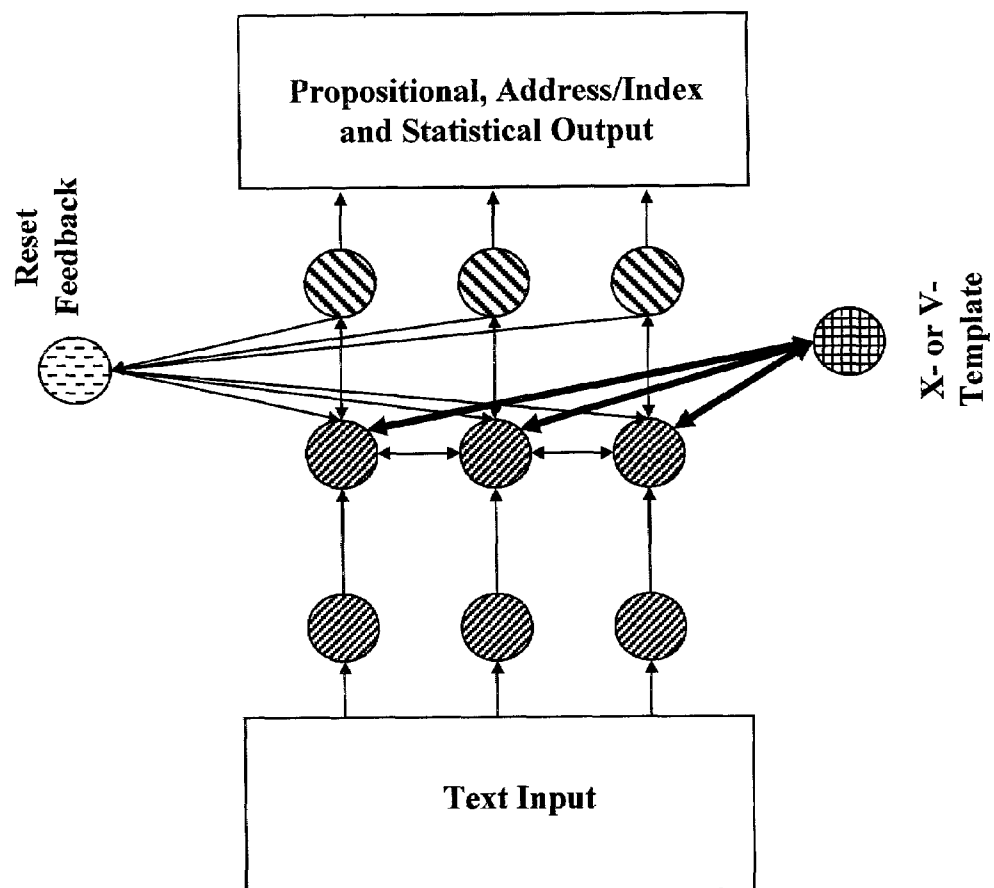 Propositional, Address/Index
and Statistical Output
Reset
Feedback
X- or V-
Template
Text Input